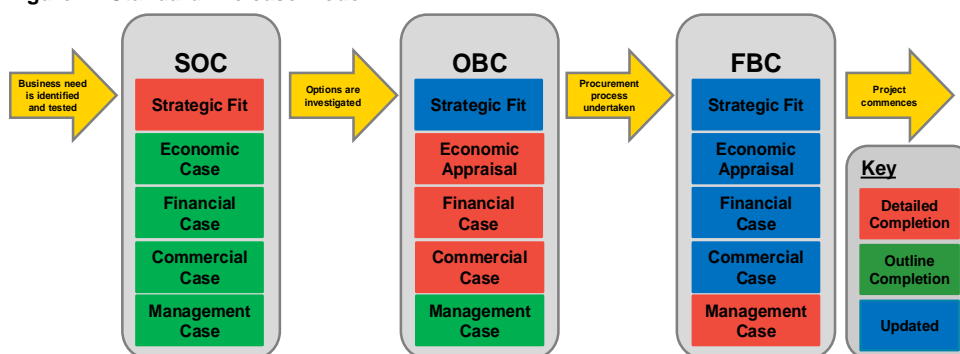 Business need
is identified
and tested
SOC
Strategic Fit
Economic
Case
Financial
Case
Commercial
Case
Management
Case
Options are
investigated
OBC
Strategic Fit
Economic
Appraisal
Financial
Case
Commercial
Case
Management
Case
Procurement
process
undertaken
FBC
Strategic Fit
Economic
Appraisal
Financial
Case
Commercial
Case
Management
Case
Project
commences
Key
Detailed
Completion
Outline
Completion
Updated